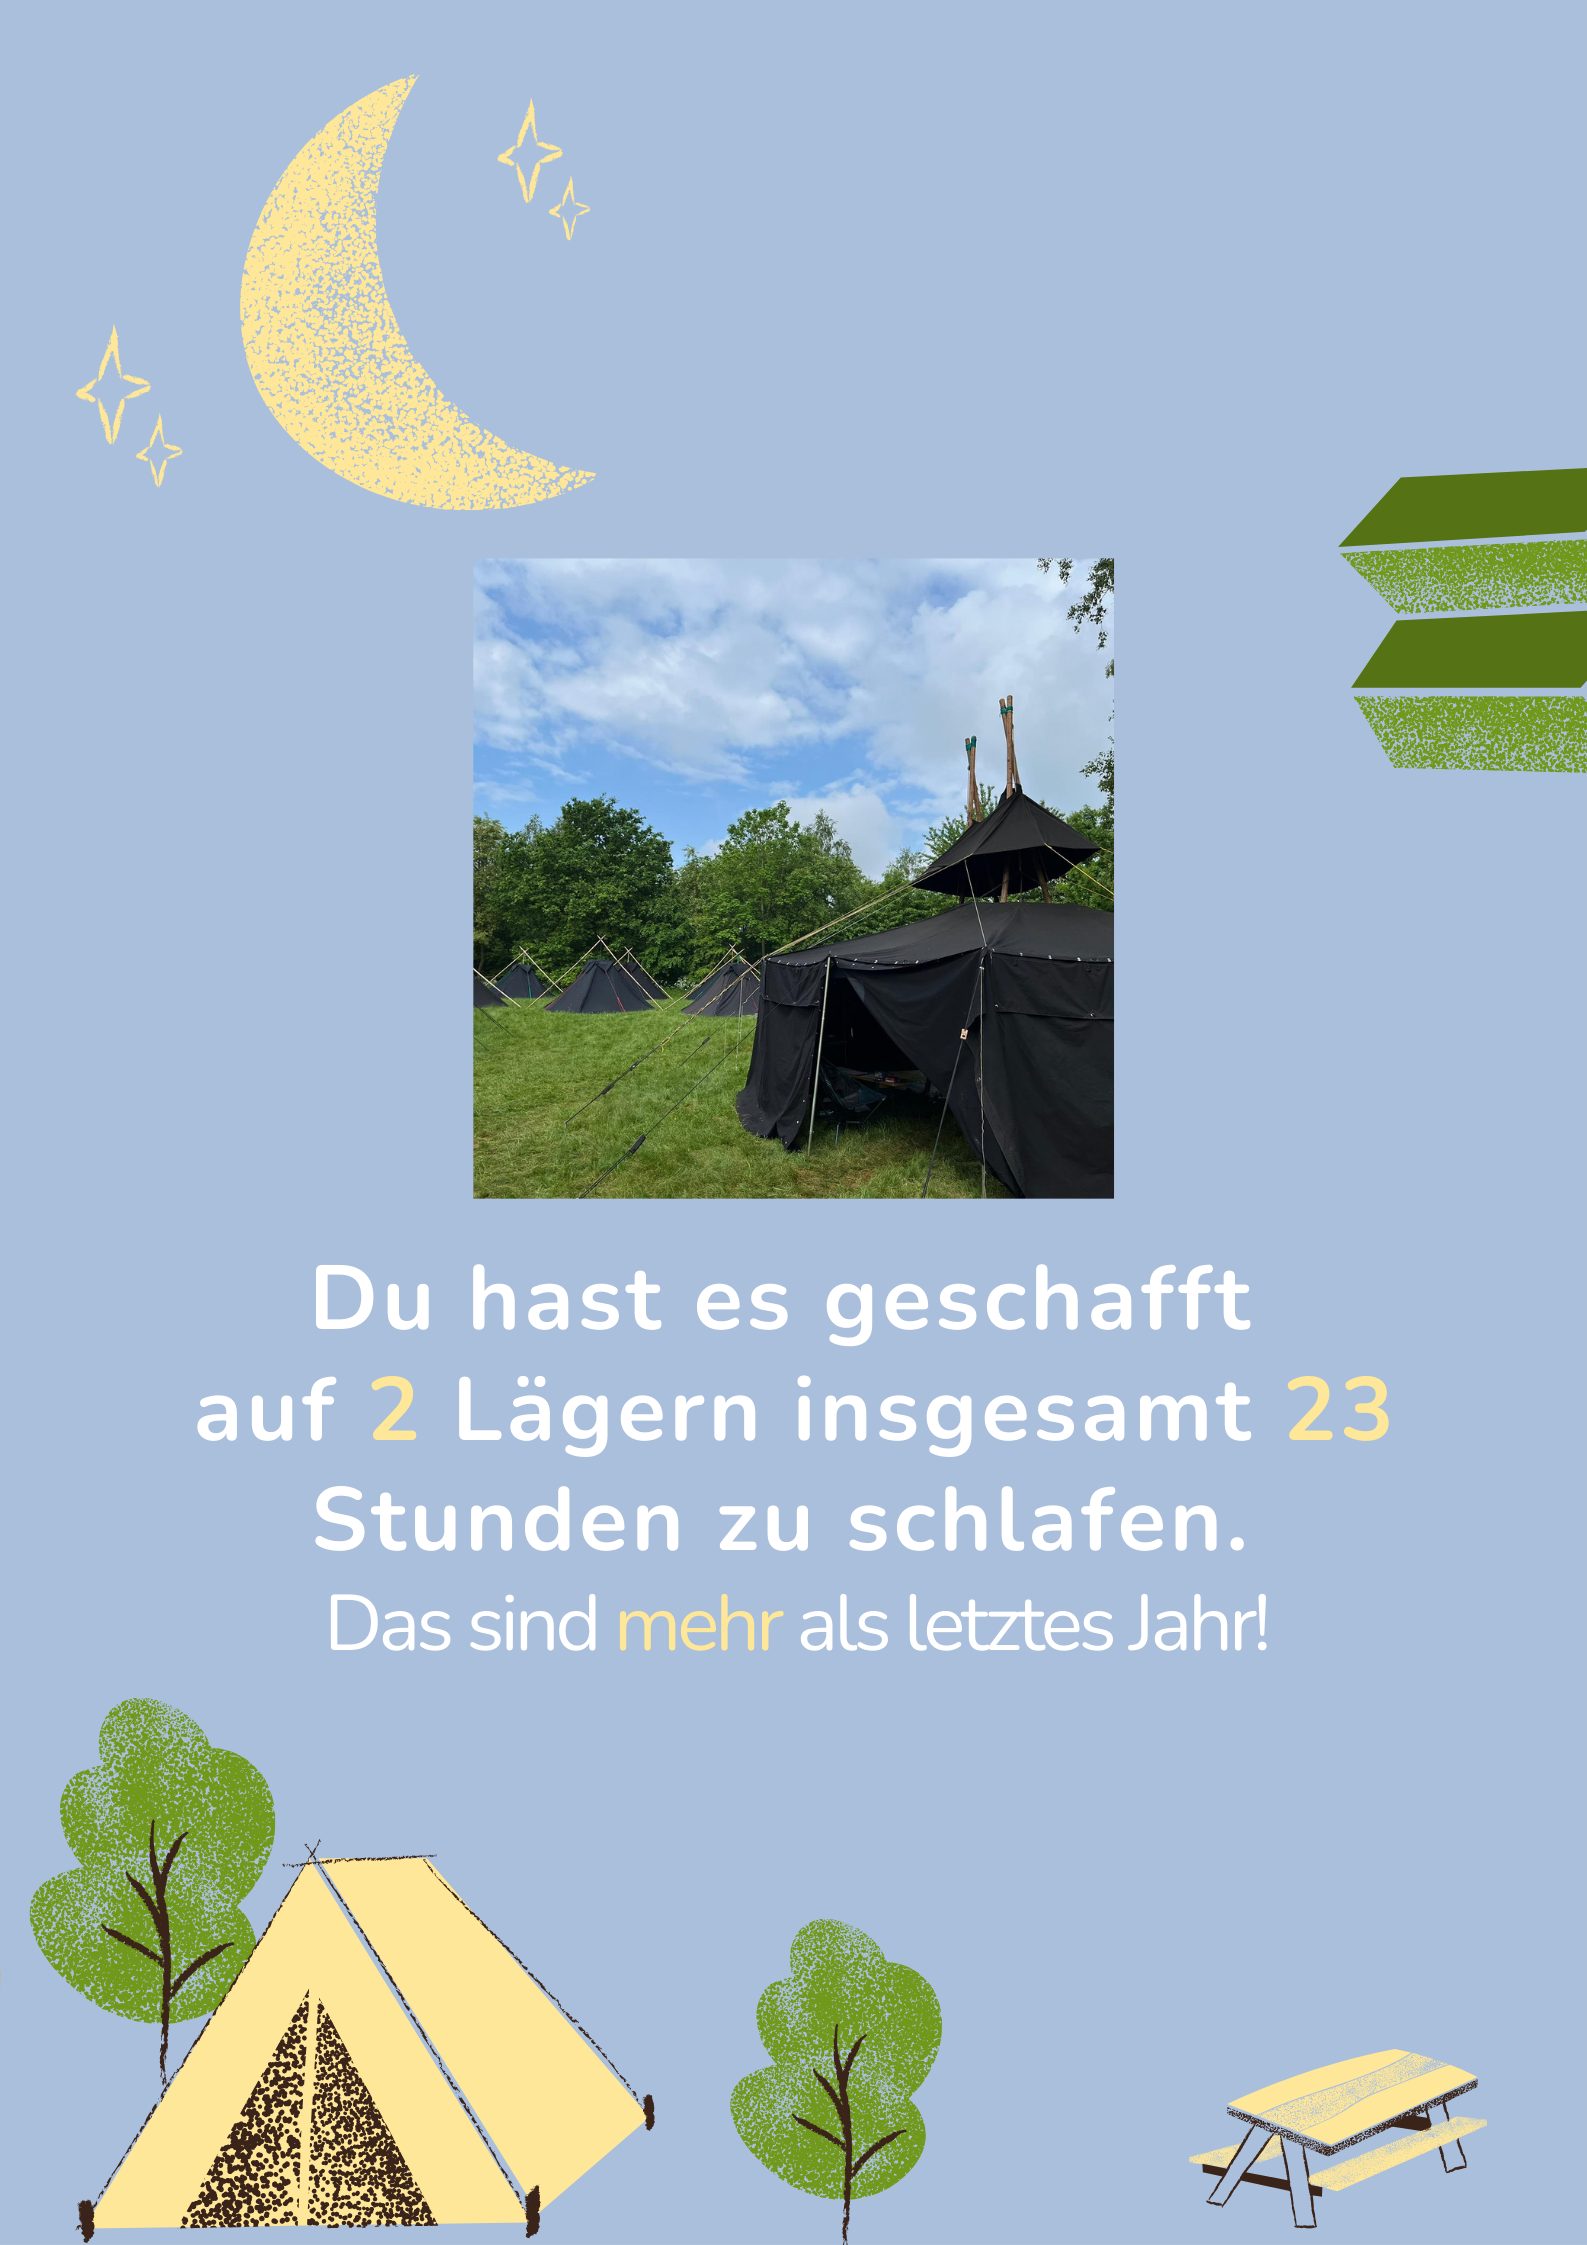 Du hast es geschafft
auf 2 Lägern insgesamt 23
Stunden zu schlafen.
Das sind mehr als letztes Jahr!